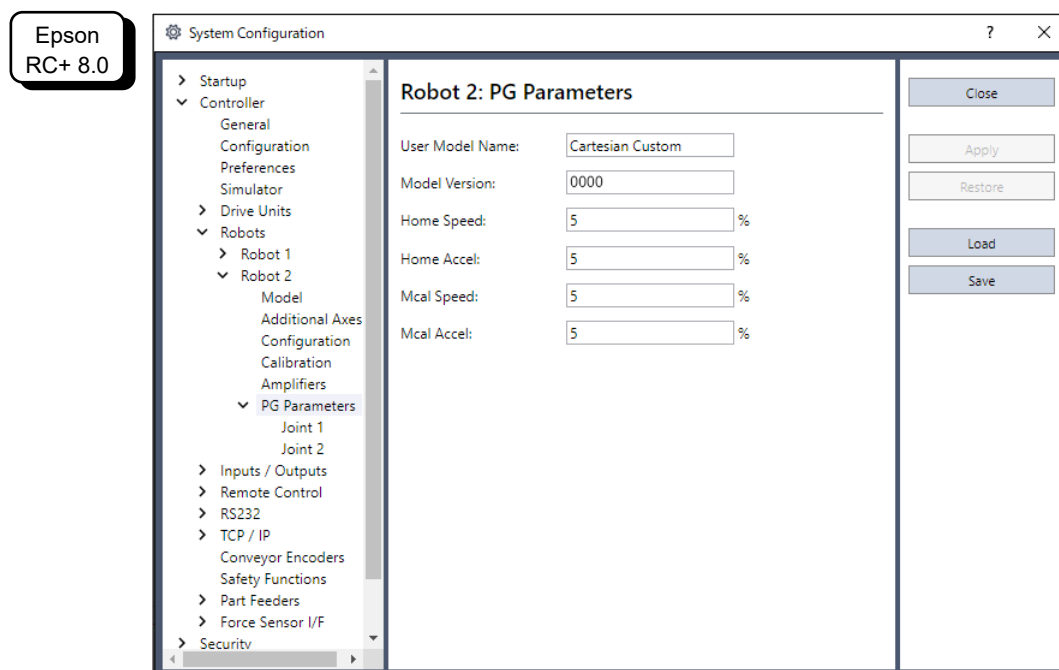 Epson
RC+ 8.0
System Configuration
?
Startup
Controller
General
Configuration
Preferences
Simulator
Drive Units
Robots
Robot 1
Robot 2
Model
Additional Axes
Configuration
Calibration
Amplifiers
PG Parameters
Joint 1
Joint 2
Inputs / Outputs
Remote Control
RS232
TCP / IP
Conveyor Encoders
Safety Functions
Part Feeders
Force Sensor I/F
Security
Robot 2: PG Parameters
User Model Name: Cartesian Custom
Model Version: 0000
Home Speed: 5 %
Home Accel: 5 %
Mcal Speed: 5 %
Mcal Accel: 5 %
Close
Apply
Restore
Load
Save